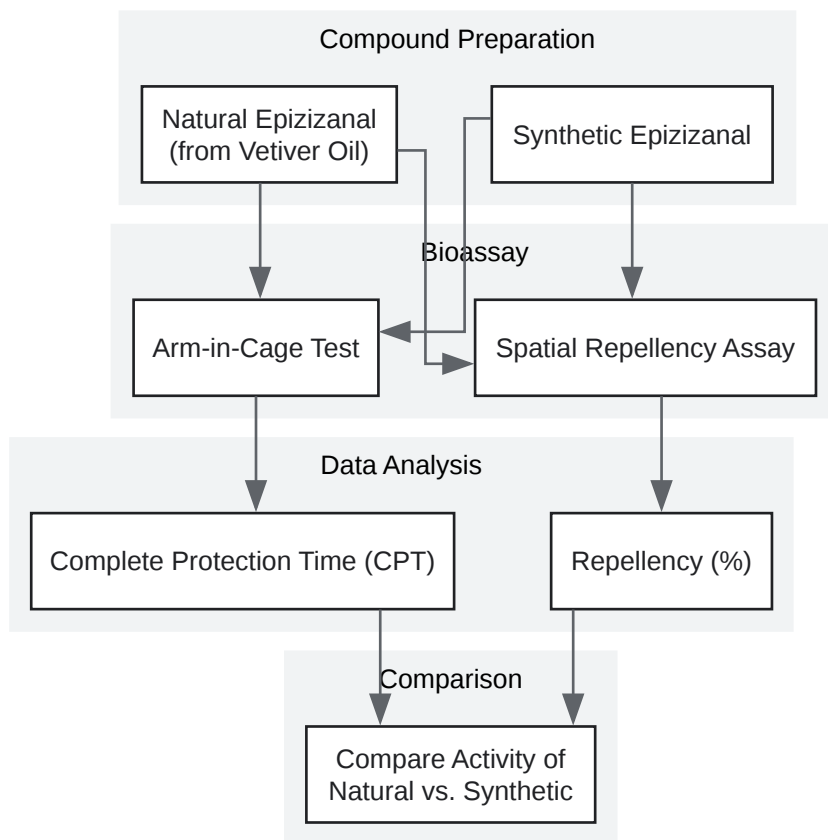 Compound Preparation
Natural Epizizanal
(from Vetiver Oil)
Synthetic Epizizanal
Bioassay
Arm-in-Cage Test
Spatial Repellency Assay
Data Analysis
Complete Protection Time (CPT)
Repellency (%)
Comparison
Compare Activity of
Natural vs. Synthetic